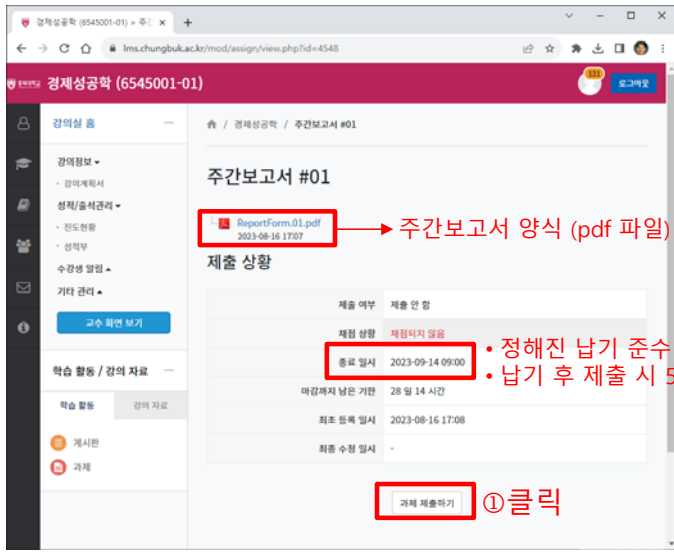 경제성공학 (6545001-01) » 주간
lms.chungbuk.ac.kr/mod/assign/view.php?id=4548
경제성공학 (6545001-01)
121
로그아웃
강의실 홈
강의정보
· 강의계획서
성적/출석관리
· 진도현황
· 성적부
수강생 알림
기타 관리
교수 화면 보기
학습 활동 / 강의 자료
학습 활동 강의 자료
게시판
과제
/ 경제성공학 / 주간보고서 #01
주간보고서 #01
ReportForm.01.pdf
2023-08-16 17:07
주간보고서 양식 (pdf 파일)
제출 상황
제출 여부 제출 안 함
채점 상황 채점되지 않음
종료 일시 2023-09-14 09:00
• 정해진 납기 준수
• 납기 후 제출 시 5
마감까지 남은 기한 28 일 14 시간
최초 등록 일시 2023-08-16 17:08
최종 수정 일시 -
과제 제출하기
①클릭